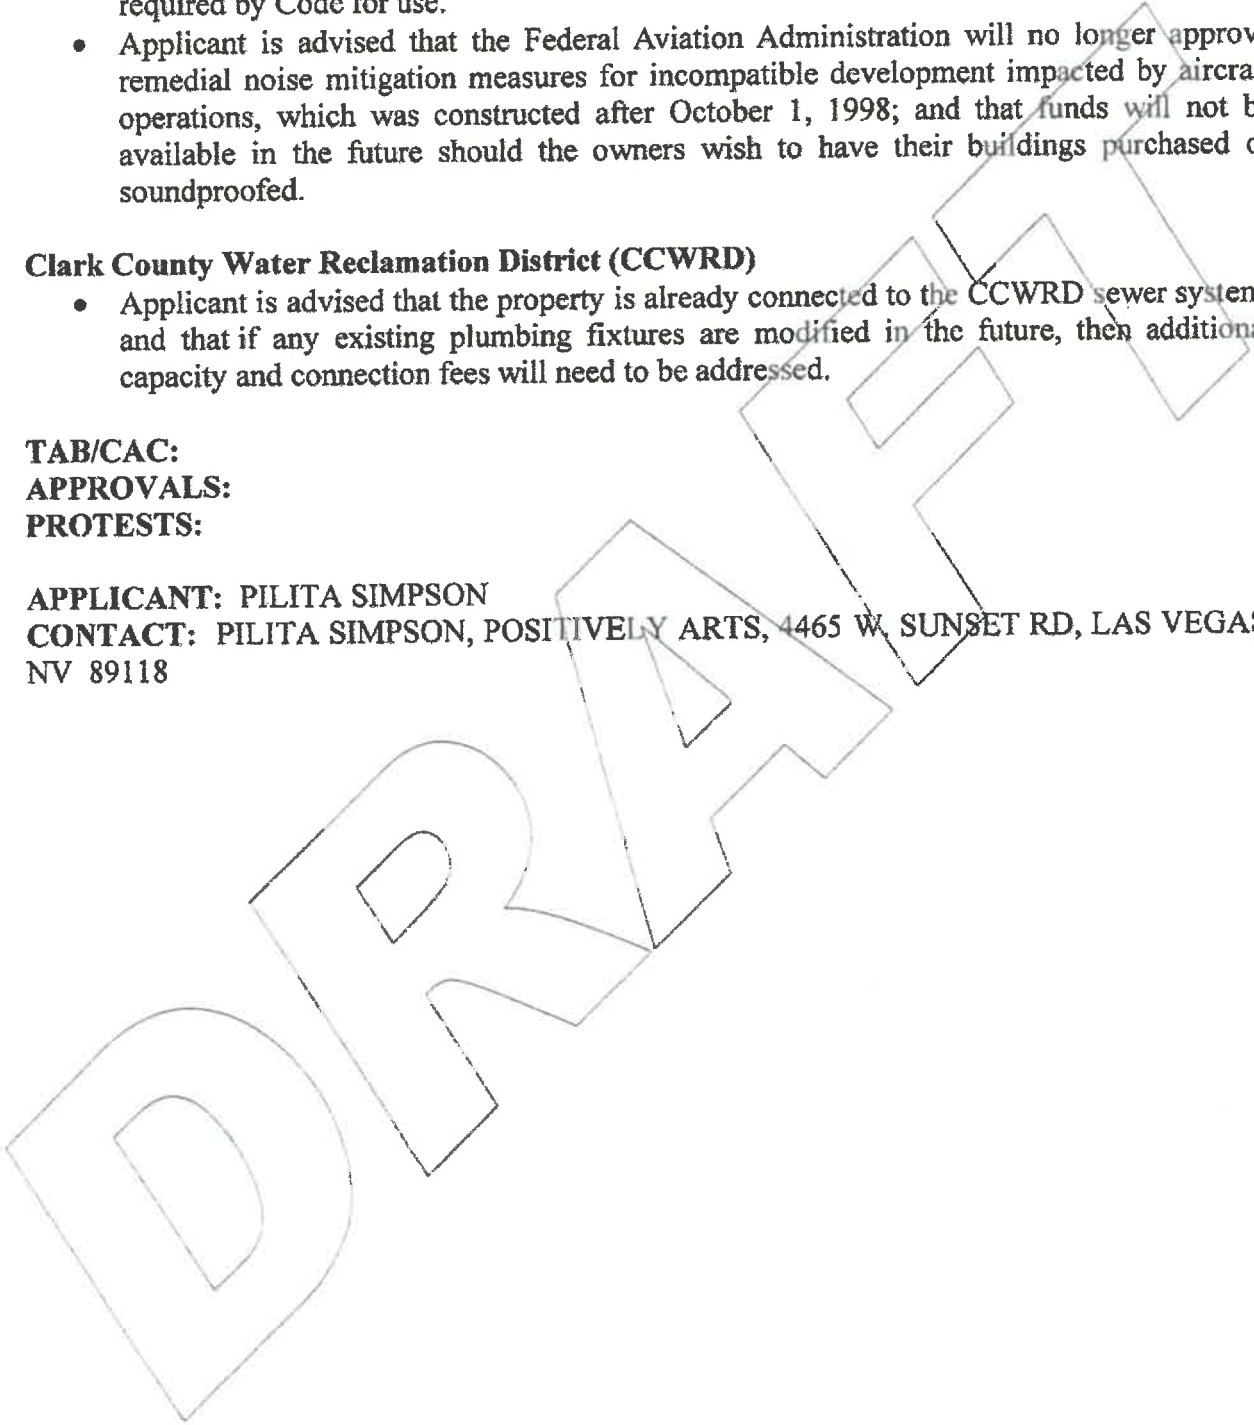 required by Code for use.
• Applicant is advised that the Federal Aviation Administration will no longer approv
remedial noise mitigation measures for incompatible development impacted by aircra
operations, which was constructed after October 1, 1998; and that funds will not b
available in the future should the owners wish to have their buildings purchased o
soundproofed.
Clark County Water Reclamation District (CCWRD)
• Applicant is advised that the property is already connected to the CCWRD sewer system
and that if any existing plumbing fixtures are modified in the future, then additiona
capacity and connection fees will need to be addressed.
TAB/CAC:
APPROVALS:
PROTESTS:
APPLICANT: PILITA SIMPSON
CONTACT: PILITA SIMPSON, POSITIVELY ARTS, 4465 W. SUNSET RD, LAS VEGAS
NV 89118
DRAFT